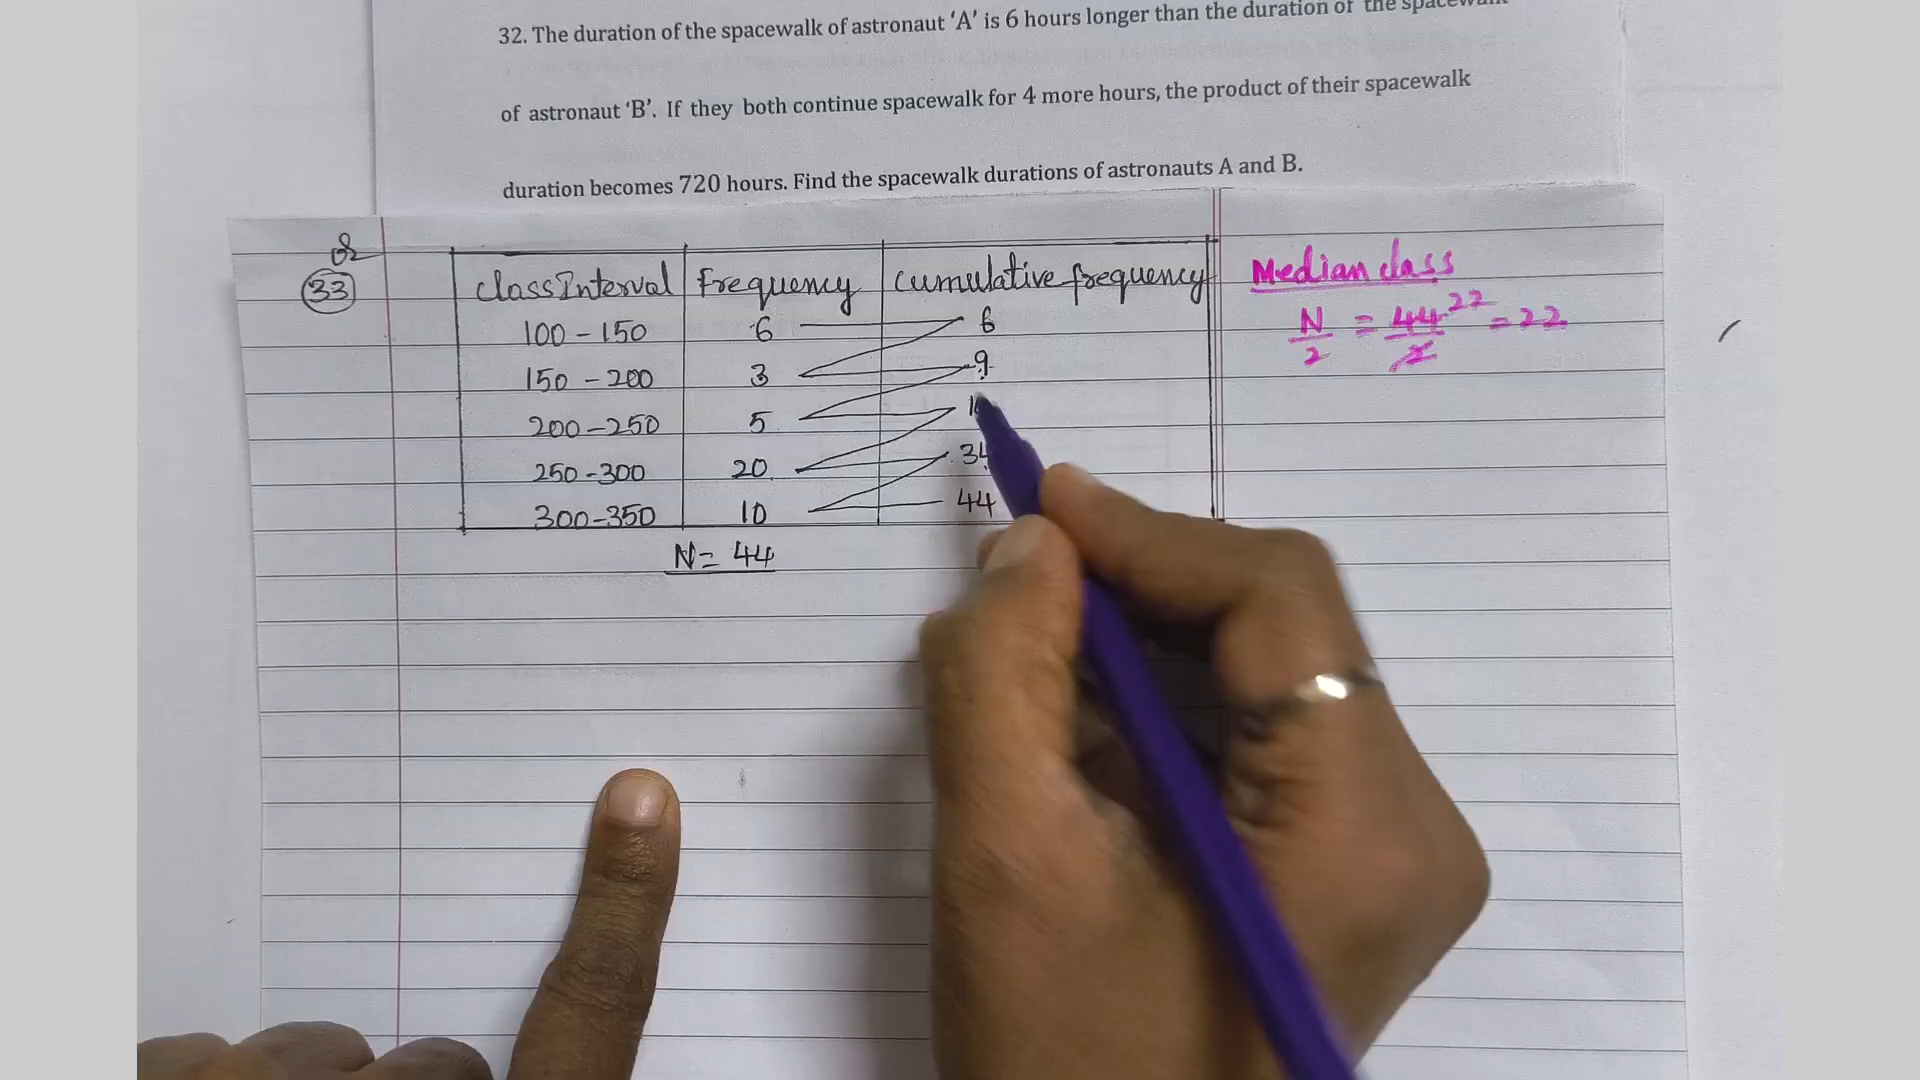 32. The duration of the spacewalk of astronaut ‘A’ is 6 hours longer than the duration of the spacewalk
of astronaut ‘B’. If they both continue spacewalk for 4 more hours, the product of their spacewalk
duration becomes 720 hours. Find the spacewalk durations of astronauts A and B.
33
class Interval frequency cumulative frequency
100 - 150 6 6
150 - 200 3 9
200 - 250 5
250 - 300 20 34
300 - 350 10 44
N = 44
Median class
N/2 = 44/2 22 = 22